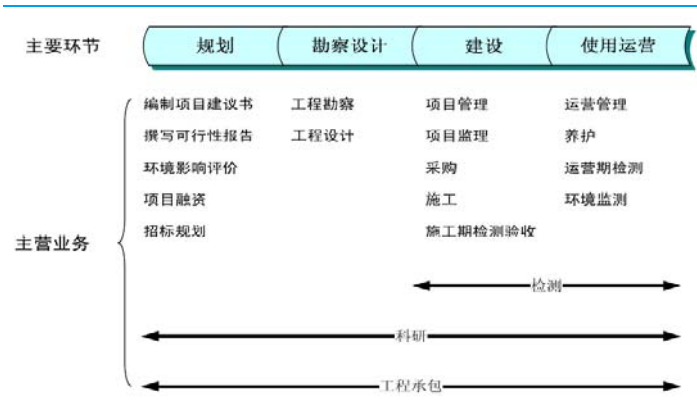 主要环节 规划 勘察设计 建设 使用运营
编制项目建议书 工程勘察 项目管理 运营管理
撰写可行性报告 工程设计 项目监理 养护
环境影响评价 采购 运营期检测
项目融资 施工 环境监测
招标规划 施工期检测验收
主营业务
检测
科研
工程承包